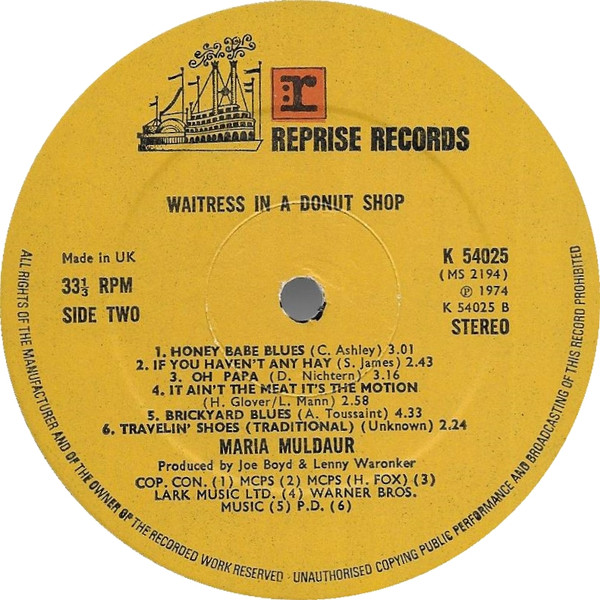 r
REPRISE RECORDS
WAITRESS IN A DONUT SHOP
Made in UK
33⅓ RPM
SIDE TWO
K 54025
(MS 2194)
Ⓟ 1974
K 54025 B
STEREO
1. HONEY BABE BLUES (C. Ashley) 3.01
2. IF YOU HAVEN'T ANY HAY (S. James) 2.43
3. OH PAPA (D. Nichtern) 3.16
4. IT AIN'T THE MEAT IT'S THE MOTION
(H. Glover/L. Mann) 2.58
5. BRICKYARD BLUES (A. Toussaint) 4.33
6. TRAVELIN' SHOES (TRADITIONAL) (Unknown) 2.24
MARIA MULDAUR
Produced by Joe Boyd & Lenny Waronker
COP. CON. (1) MCPS (2) MCPS (H. FOX) (3)
LARK MUSIC LTD. (4) WARNER BROS.
MUSIC (5) P.D. (6)
ALL RIGHTS OF THE MANUFACTURER AND OF THE OWNER OF THE RECORDED WORK RESERVED · UNAUTHORISED COPYING PUBLIC PERFORMANCE AND BROADCASTING OF THIS RECORD PROHIBITED